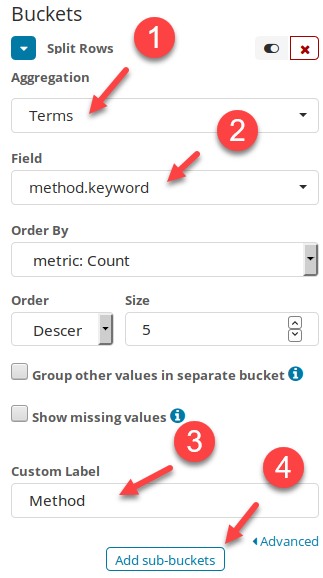 Buckets
Split Rows
1
Aggregation
Terms
2
Field
method.keyword
Order By
metric: Count
Order Size
Descer 5
Group other values in separate bucket
Show missing values
3
Custom Label
4
Method
Advanced
Add sub-buckets